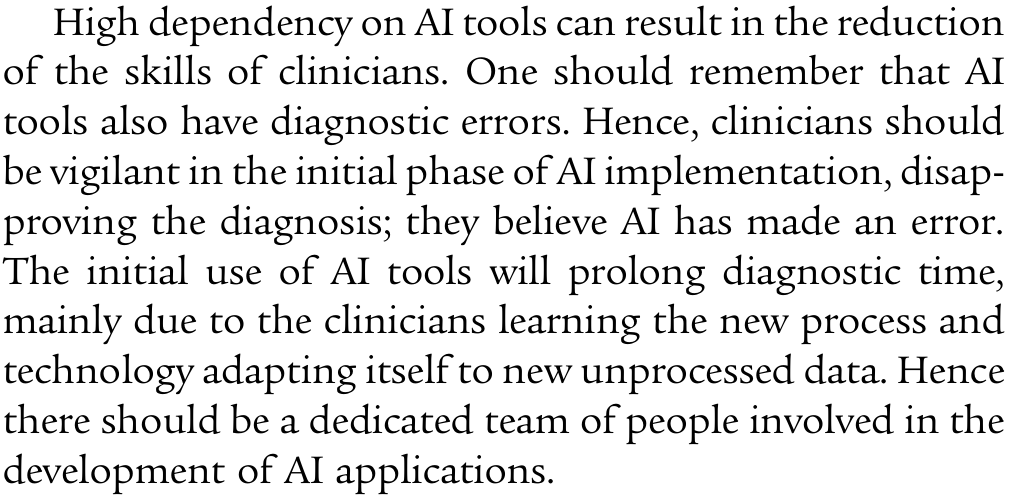 High dependency on AI tools can result in the reduction
of the skills of clinicians. One should remember that AI
tools also have diagnostic errors. Hence, clinicians should
be vigilant in the initial phase of AI implementation, disap-
proving the diagnosis; they believe AI has made an error.
The initial use of AI tools will prolong diagnostic time,
mainly due to the clinicians learning the new process and
technology adapting itself to new unprocessed data. Hence
there should be a dedicated team of people involved in the
development of AI applications.